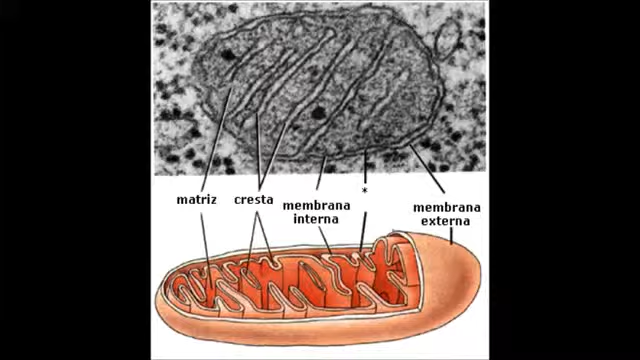 matriz
cresta
membrana
interna
*
membrana
externa